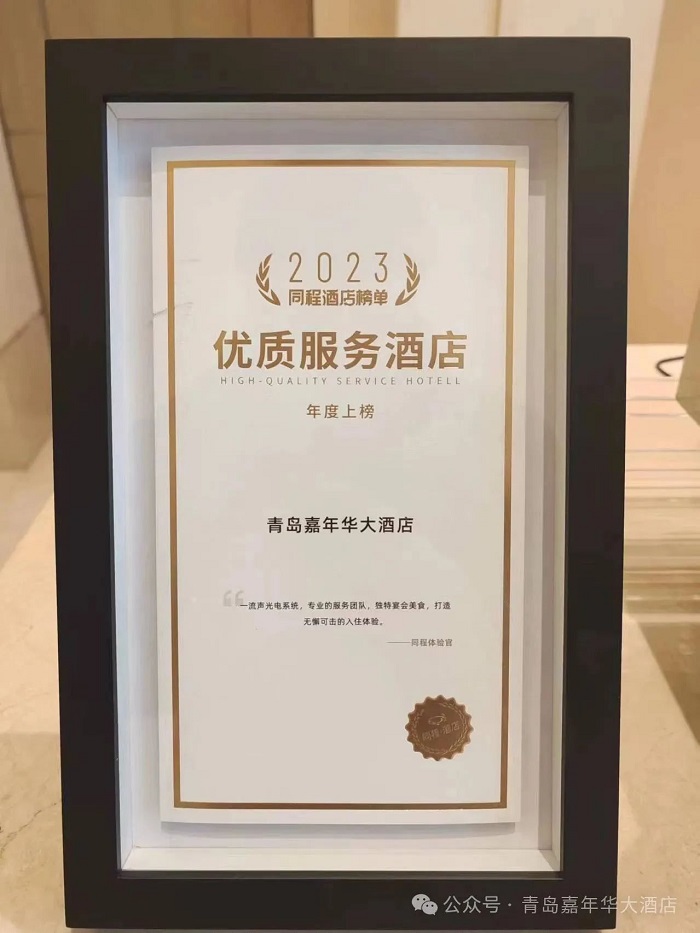 2023
同程酒店榜单
优质服务酒店
HIGH-QUALITY SERVICE HOTELL
年度上榜
青岛嘉年华大酒店
“一流声光电系统，专业的服务团队，独特宴会美食，打造
无懈可击的入住体验。
——同程体验官
同程·酒店
公众号·青岛嘉年华大酒店